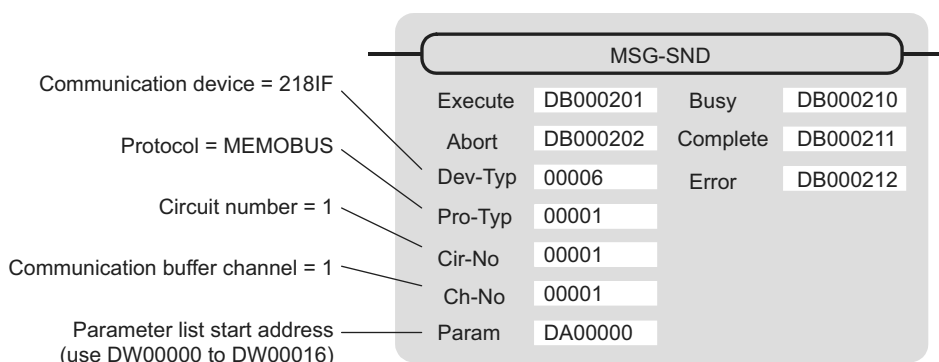 MSG-SND
Communication device = 218IF
Execute DB000201 Busy DB000210
Protocol = MEMOBUS
Abort DB000202 Complete DB000211
Dev-Typ 00006 Error DB000212
Circuit number = 1
Pro-Typ 00001
Communication buffer channel = 1
Cir-No 00001
Ch-No 00001
Parameter list start address
(use DW00000 to DW00016)
Param DA00000